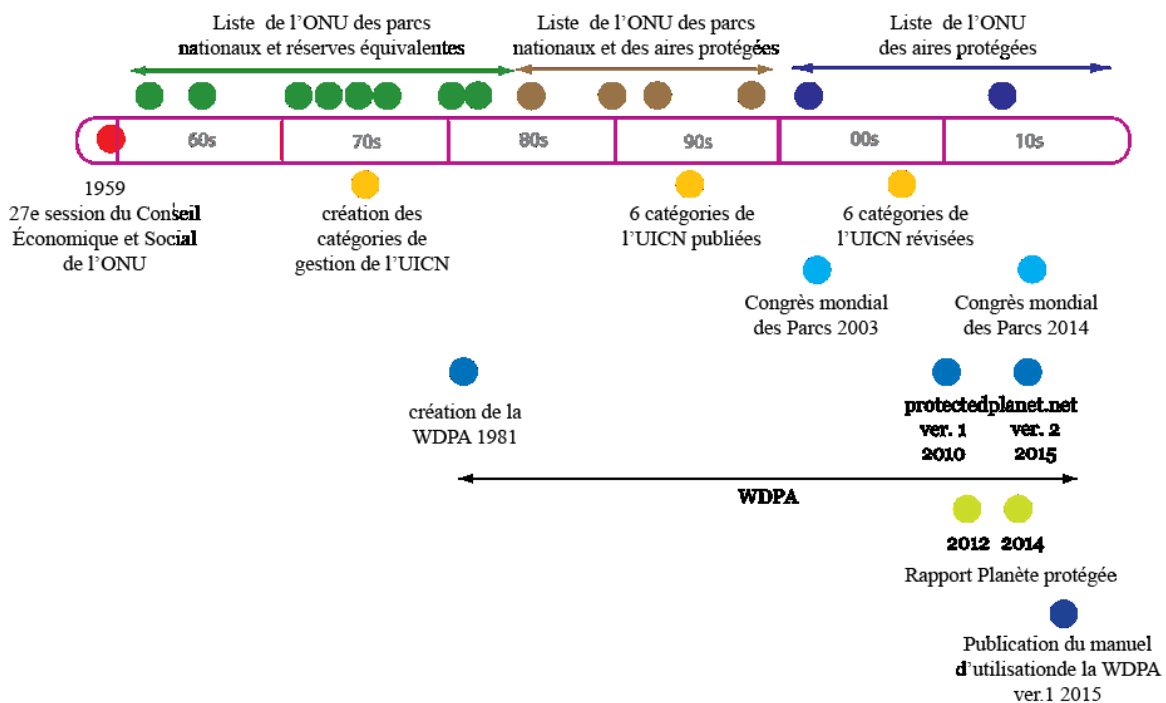 Liste de l’ONU des parcs
nationaux et réserves équivalentes
Liste de l’ONU des parcs
nationaux et des aires protégées
Liste de l’ONU
des aires protégées
60s
70s
80s
90s
00s
10s
1959
27e session du Conseil
Économique et Social
de l’ONU
création des
catégories de
gestion de l’UICN
6 catégories de
l’UICN publiées
6 catégories de
l’UICN révisées
Congrès mondial
des Parcs 2003
Congrès mondial
des Parcs 2014
création de la
WDPA 1981
protectedplanet.net
ver. 1
2010
ver. 2
2015
WDPA
2012 2014
Rapport Planète protégée
Publication du manuel
d’utilisationde la WDPA
ver.1 2015